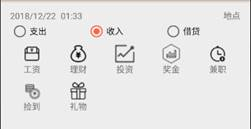 2018/12/22 01:33 地点
支出 收入 借贷
工资 理财 投资 奖金 兼职
捡到 礼物